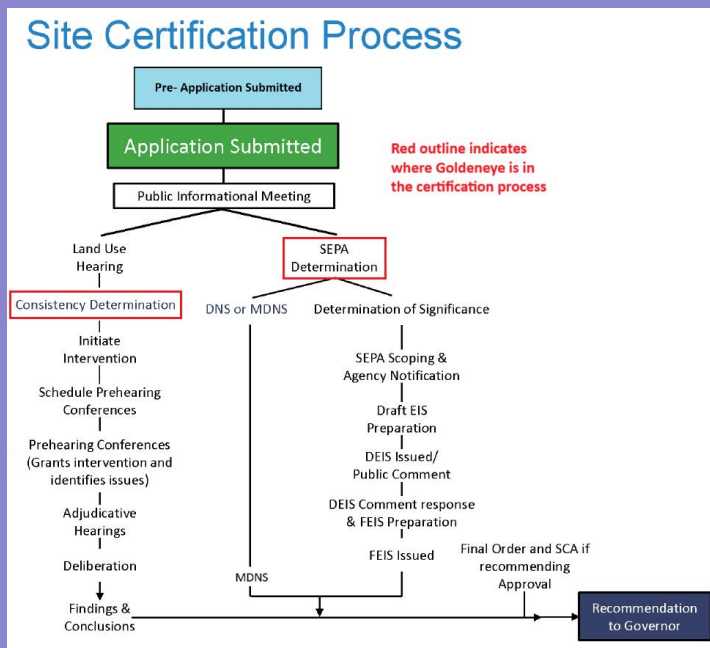 Site Certification Process
Pre- Application Submitted
Application Submitted
Red outline indicates
where Goldeneye is in
the certification process
Public Informational Meeting
Land Use
Hearing
SEPA
Determination
Consistency Determination
DNS or MDNS
Determination of Significance
Initiate
Intervention
SEPA Scoping &
Agency Notification
Schedule Prehearing
Conferences
Draft EIS
Preparation
Prehearing Conferences
(Grants intervention and
identifies issues)
DEIS Issued/
Public Comment
Adjudicative
Hearings
DEIS Comment response
& FEIS Preparation
Deliberation
MDNS
FEIS Issued
Final Order and SCA if
recommending
Approval
Findings &
Conclusions
Recommendation
to Governor